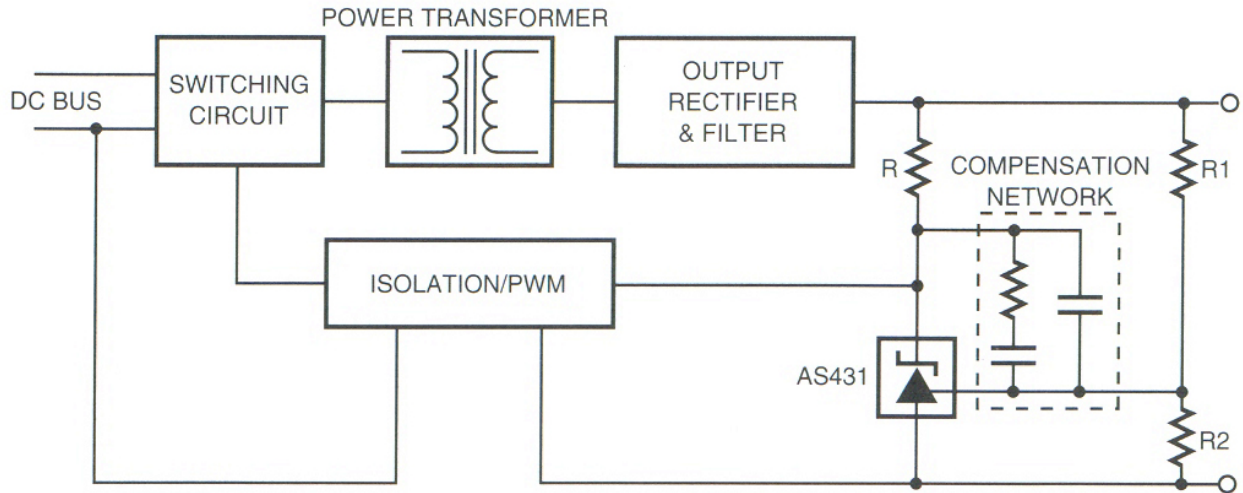 POWER TRANSFORMER
DC BUS
SWITCHING
CIRCUIT
OUTPUT
RECTIFIER
& FILTER
R
COMPENSATION
NETWORK
R1
ISOLATION/PWM
AS431
R2